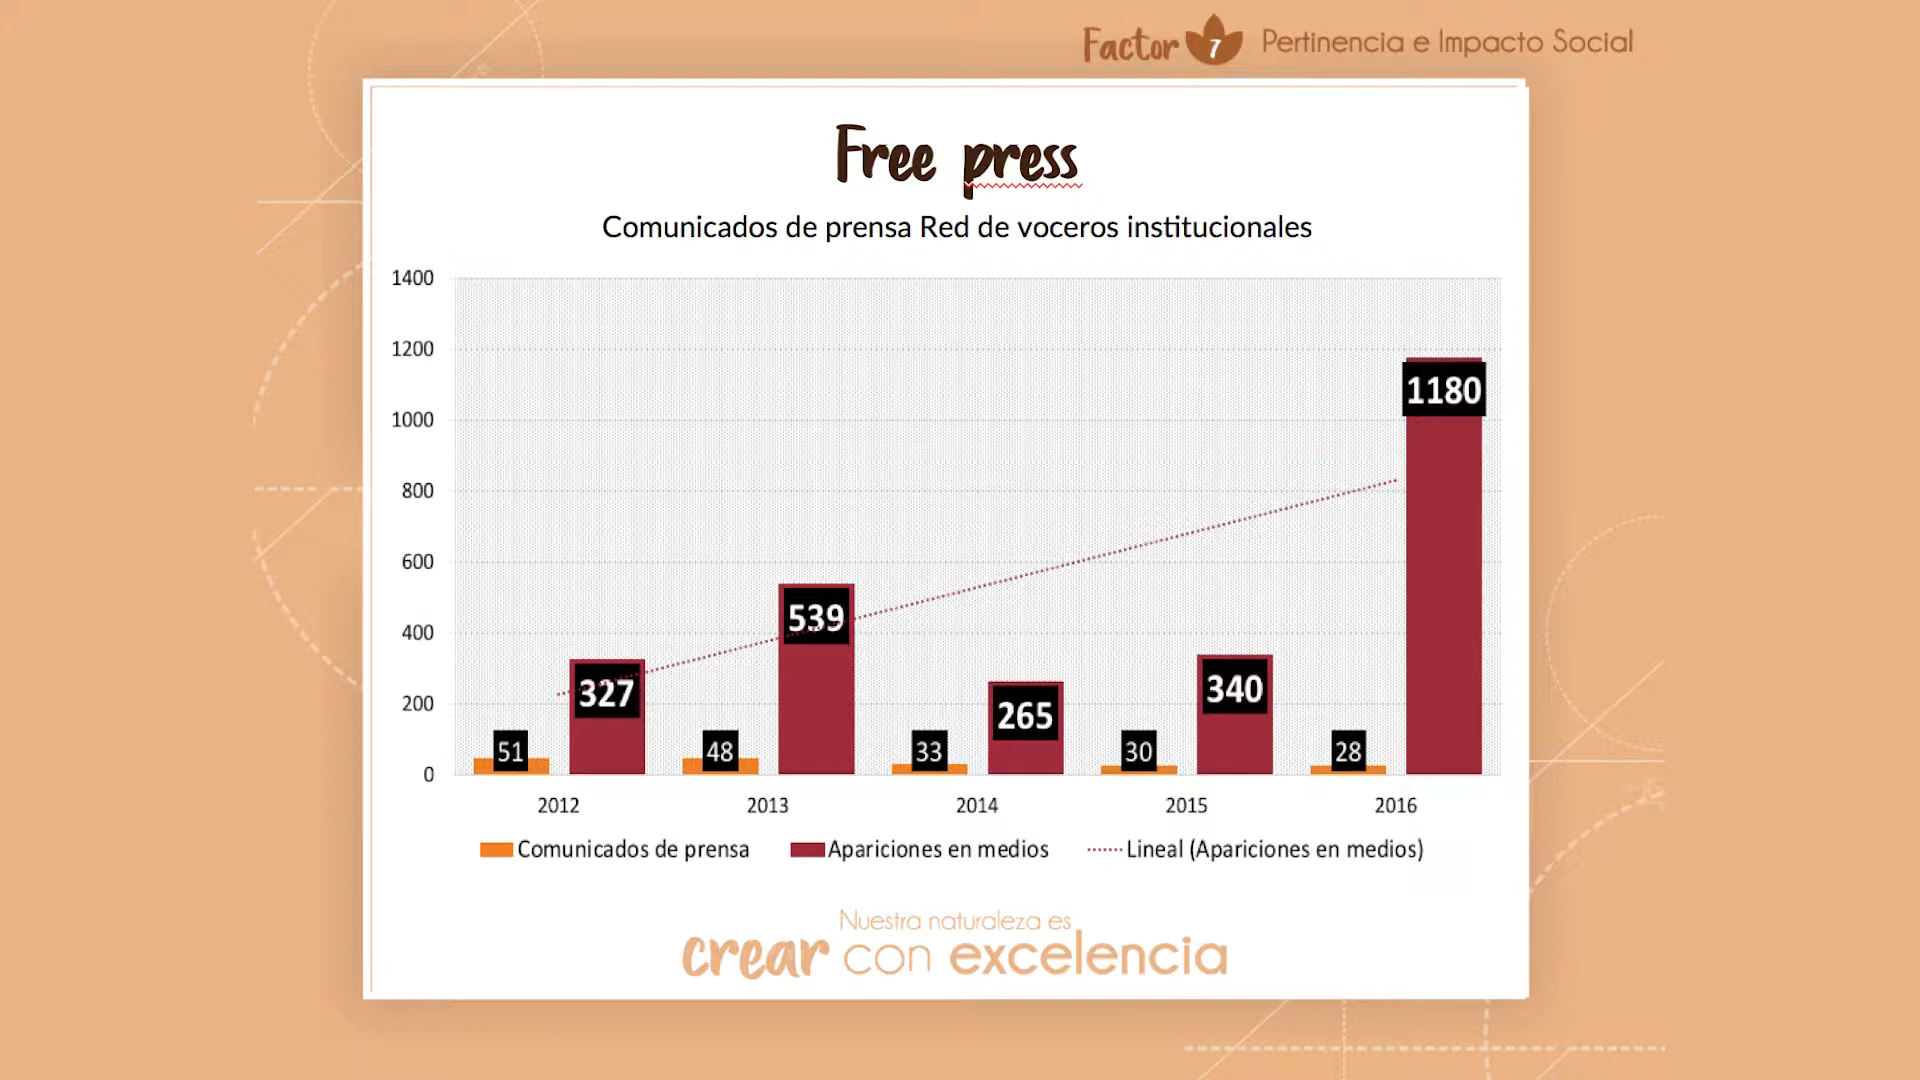 Factor 7 Pertinencia e Impacto Social
Free press
Comunicados de prensa Red de voceros institucionales
1400
1200
1000
800
600
400
200
0
51 327 48 539 33 265 30 340 28 1180
2012 2013 2014 2015 2016
Comunicados de prensa Apariciones en medios Lineal (Apariciones en medios)
Nuestra naturaleza es
crear con excelencia